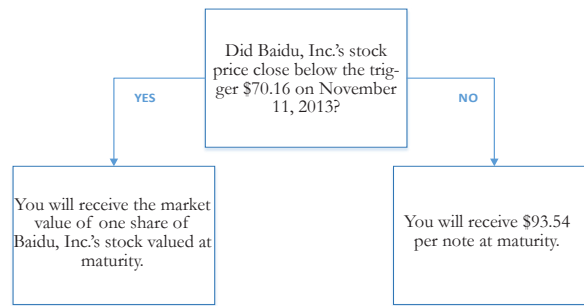 Did Baidu, Inc.'s stock
price close below the trig-
ger $70.16 on November
11, 2013?
YES
NO
You will receive the market
value of one share of
Baidu, Inc.'s stock valued at
maturity.
You will receive $93.54
per note at maturity.